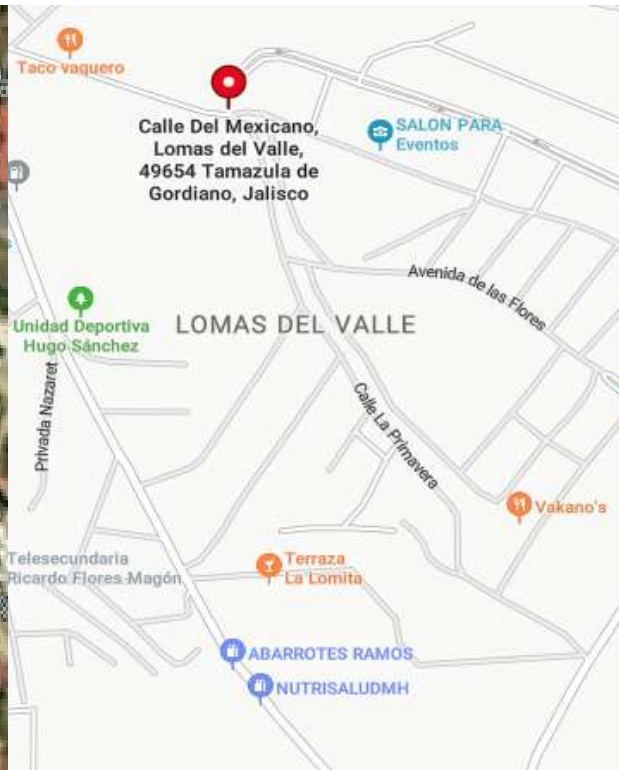 Taco vaquero
Calle Del Mexicano,
Lomas del Valle,
49654 Tamazula de
Gordiano, Jalisco
SALON PARA
Eventos
Avenida de las Flores
Unidad Deportiva
Hugo Sánchez
LOMAS DEL VALLE
Privada Nazaret
Calle La Primavera
Vakano's
Telesecundaria
Ricardo Flores Magón
Terraza
La Lomita
ABARROTES RAMOS
NUTRISALUDMH